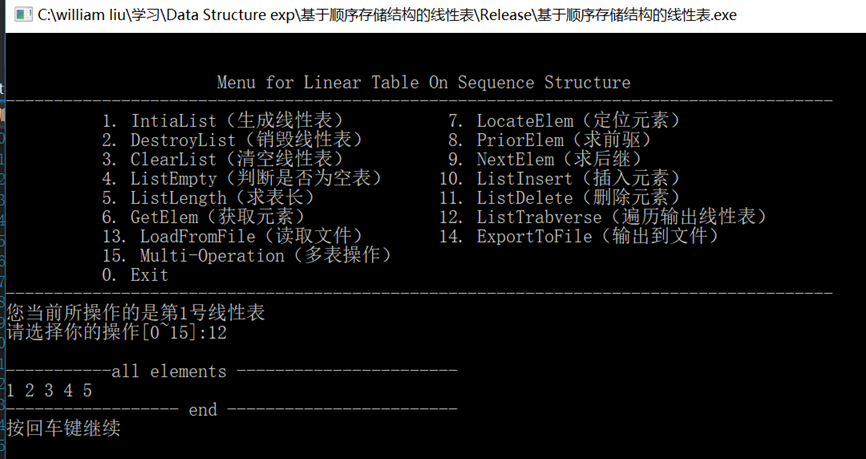 C:\william liu\学习\Data Structure exp\基于顺序存储结构的线性表\Release\基于顺序存储结构的线性表.exe
Menu for Linear Table On Sequence Structure
1. IntiaList（生成线性表） 7. LocateElem（定位元素）
2. DestroyList（销毁线性表） 8. PriorElem（求前驱）
3. ClearList（清空线性表） 9. NextElem（求后继）
4. ListEmpty（判断是否为空表） 10. ListInsert（插入元素）
5. ListLength（求表长） 11. ListDelete（删除元素）
6. GetElem（获取元素） 12. ListTrabverse（遍历输出线性表）
13. LoadFromFile（读取文件） 14. ExportToFile（输出到文件）
15. Multi-Operation（多表操作）
0. Exit
您当前所操作的是第1号线性表
请选择你的操作[0~15]:12
-----------all elements -----------------------
1 2 3 4 5
------------------ end ------------------------
按回车键继续